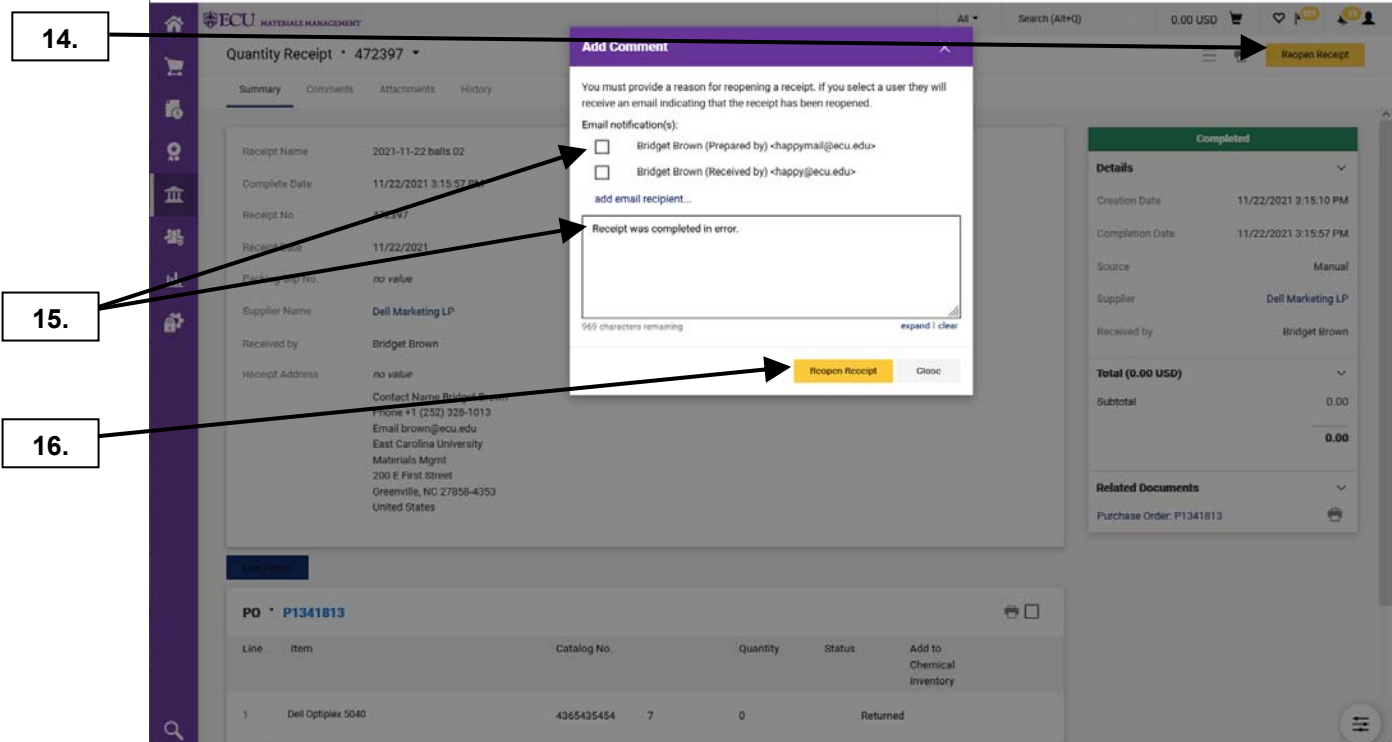 14.
ECU MATERIALS MANAGEMENT
All
Search (Alt+Q)
0.00 USD
Quantity Receipt • 472397
Reopen Receipt
Summary Comments Attachments History
Receipt Name 2021-11-22 balls 02
Complete Date 11/22/2021 3:15:57 PM
Receipt No 472397
Receipt Date 11/22/2021
Packing Slip No. no value
Supplier Name Dell Marketing LP
Received by Bridget Brown
Receipt Address no value
Contact Name Bridget Brown
Phone +1 (252) 328-1013
Email brown@ecu.edu
East Carolina University
Materials Mgmt
200 E First Street
Greenville, NC 27858-4353
United States
Add Comment
You must provide a reason for reopening a receipt. If you select a user they will
receive an email indicating that the receipt has been reopened.
Email notification(s):
Bridget Brown (Prepared by) <happymail@ecu.edu>
Bridget Brown (Received by) <happy@ecu.edu>
add email recipient...
Receipt was completed in error.
969 characters remaining
expand | clear
Reopen Receipt
Close
15.
16.
Completed
Details
Creation Date 11/22/2021 3:15:10 PM
Completion Date 11/22/2021 3:15:57 PM
Source Manual
Supplier Dell Marketing LP
Received by Bridget Brown
Total (0.00 USD)
Subtotal 0.00
0.00
Related Documents
Purchase Order: P1341813
PO • P1341813
Line Item Catalog No. Quantity Status Add to
Chemical
Inventory
1 Dell Optiplex 5040 4365435454 7 0 Returned